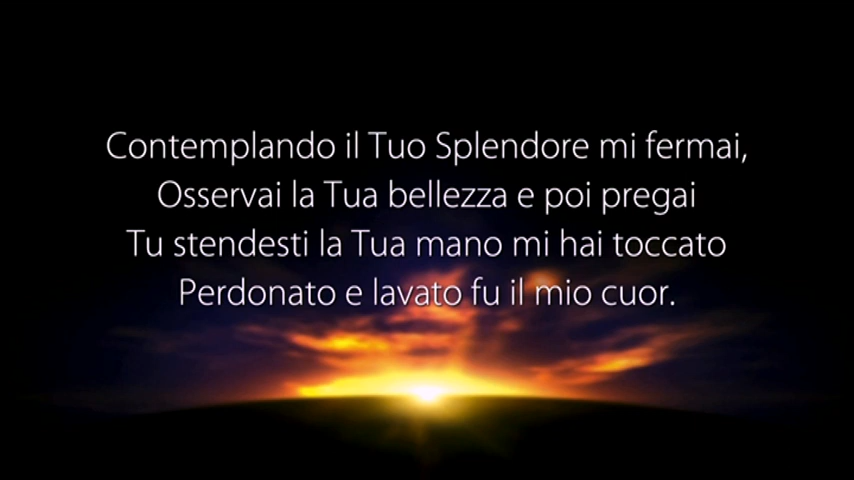 Contemplando il Tuo Splendore mi fermai,
Osservai la Tua bellezza e poi pregai
Tu stendesti la Tua mano mi hai toccato
Perdonato e lavato fu il mio cuor.